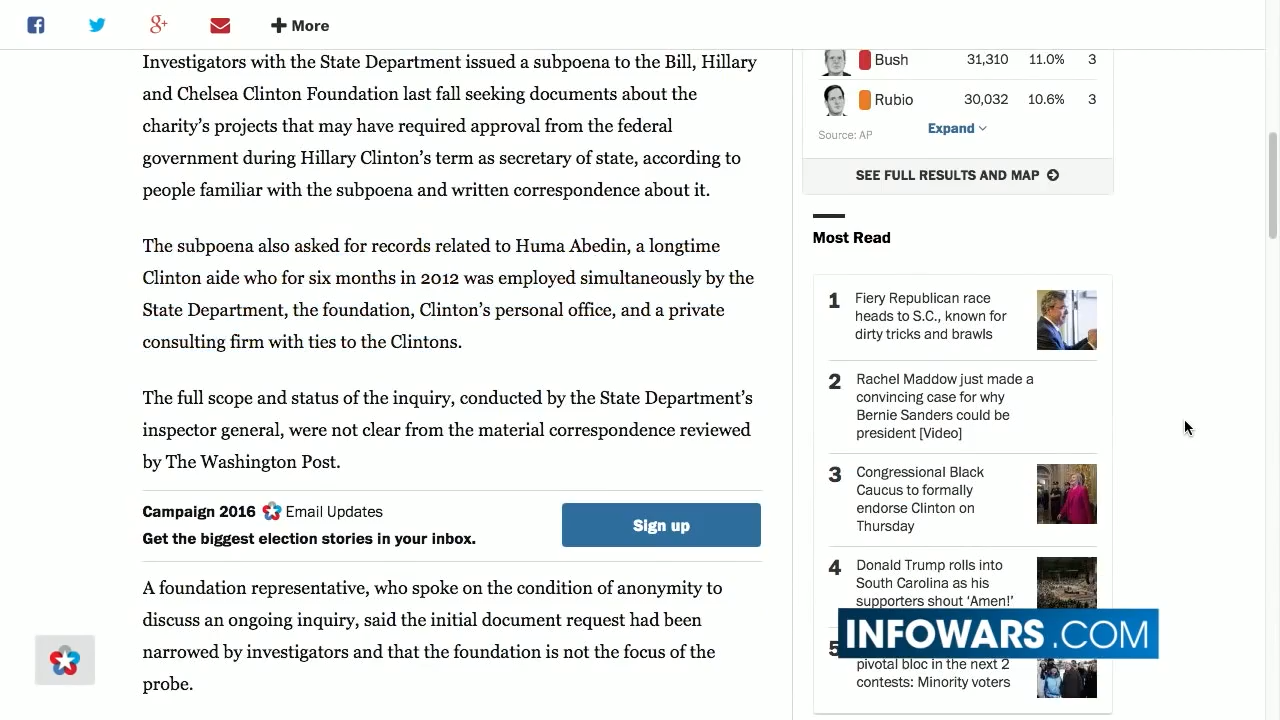 More
Investigators with the State Department issued a subpoena to the Bill, Hillary
and Chelsea Clinton Foundation last fall seeking documents about the
charity's projects that may have required approval from the federal
government during Hillary Clinton's term as secretary of state, according to
people familiar with the subpoena and written correspondence about it.
The subpoena also asked for records related to Huma Abedin, a longtime
Clinton aide who for six months in 2012 was employed simultaneously by the
State Department, the foundation, Clinton's personal office, and a private
consulting firm with ties to the Clintons.
The full scope and status of the inquiry, conducted by the State Department's
inspector general, were not clear from the material correspondence reviewed
by The Washington Post.
Campaign 2016 Email Updates
Get the biggest election stories in your inbox.
Sign up
A foundation representative, who spoke on the condition of anonymity to
discuss an ongoing inquiry, said the initial document request had been
narrowed by investigators and that the foundation is not the focus of the
probe.
Bush 31,310 11.0% 3
Rubio 30,032 10.6% 3
Source: AP
Expand
SEE FULL RESULTS AND MAP
Most Read
1 Fiery Republican race
heads to S.C., known for
dirty tricks and brawls
2 Rachel Maddow just made a
convincing case for why
Bernie Sanders could be
president [Video]
3 Congressional Black
Caucus to formally
endorse Clinton on
Thursday
4 Donald Trump rolls into
South Carolina as his
supporters shout 'Amen!'
5
pivotal bloc in the next 2
contests: Minority voters
INFOWARS.COM